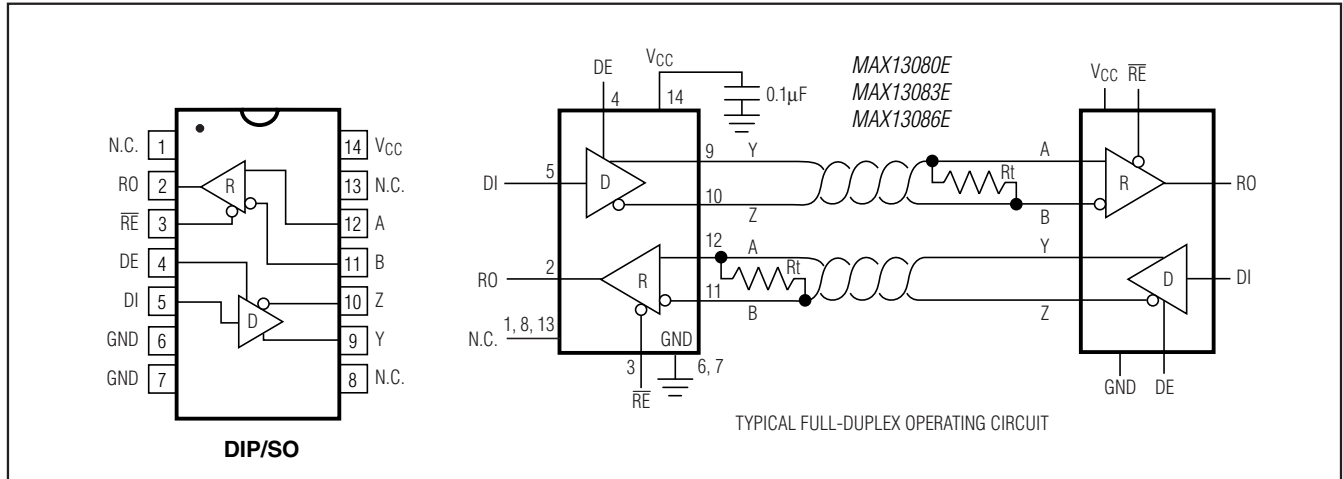 N.C. 1
RO 2
R̅E̅ 3
DE 4
DI 5
GND 6
GND 7
14 VCC
13 N.C.
12 A
11 B
10 Z
9 Y
8 N.C.
R
D
DIP/SO
DE
4
VCC
14
0.1µF
MAX13080E
MAX13083E
MAX13086E
VCC R̅E̅
DI 5
D
9 Y
10 Z
Rt
A
B
R
RO
RO 2
R
12 A
11 B
Rt
Y
Z
D
DI
N.C. 1, 8, 13
GND
3
R̅E̅
6, 7
GND DE
TYPICAL FULL-DUPLEX OPERATING CIRCUIT